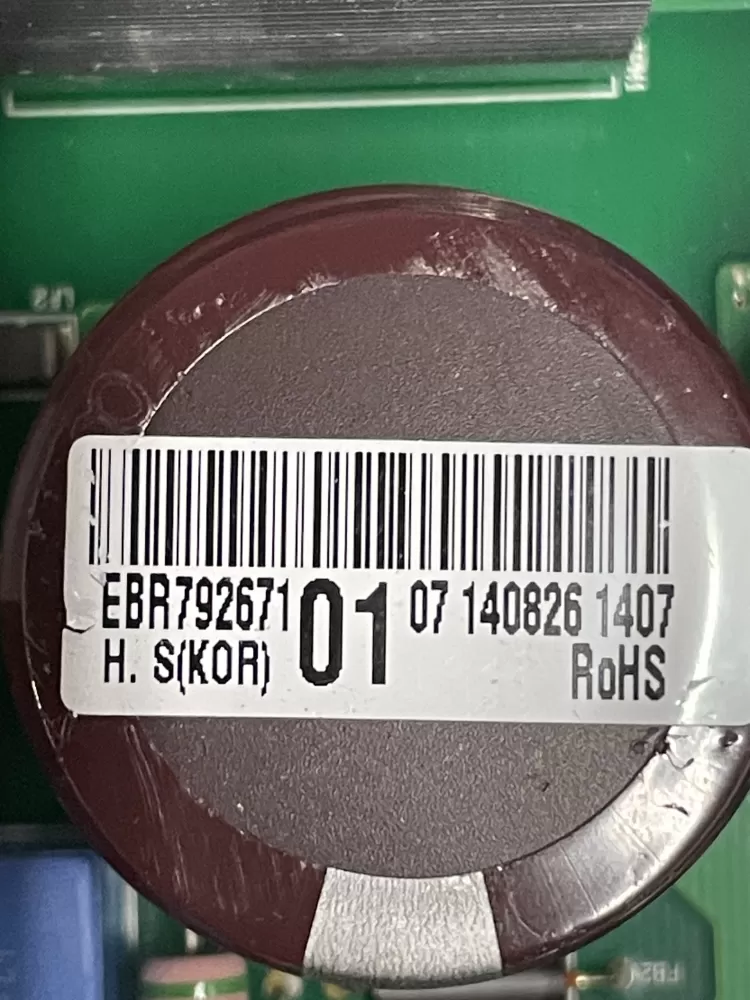 EBR792671 01 07 140826 1407
H. S(KOR) RoHS